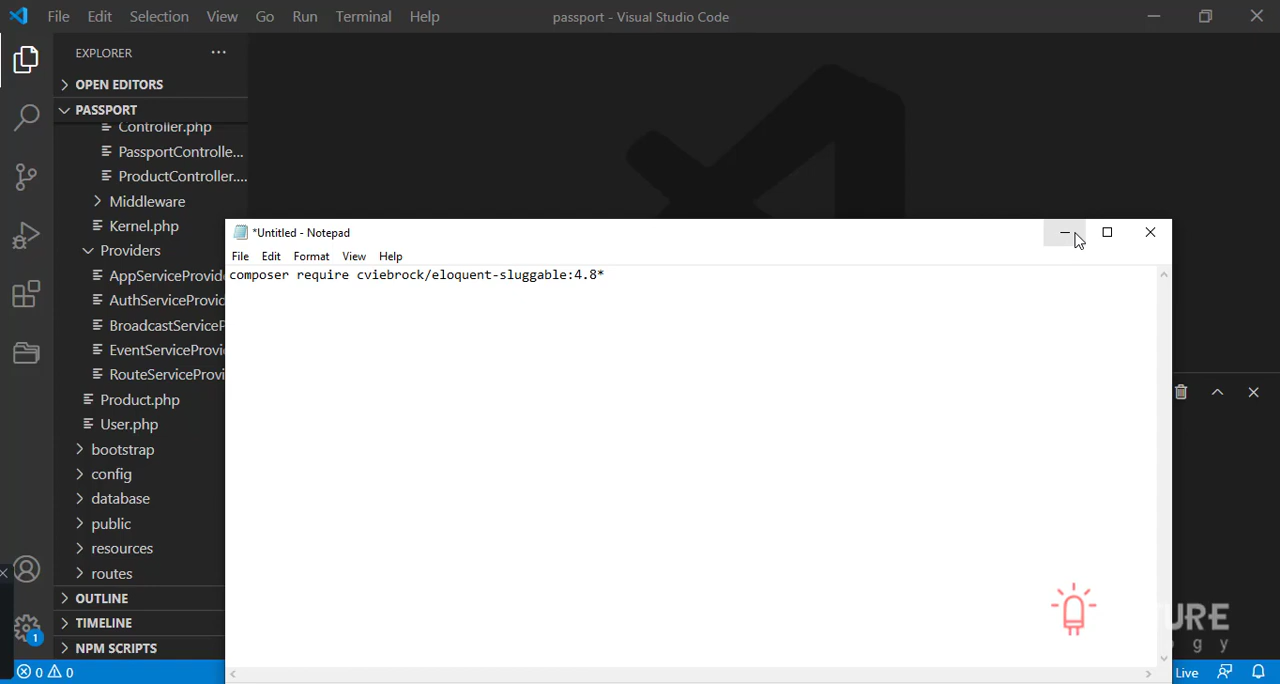 File Edit Selection View Go Run Terminal Help passport - Visual Studio Code
EXPLORER
OPEN EDITORS
PASSPORT
Controller.php
PassportControlle...
ProductController....
Middleware
Kernel.php
Providers
AppServiceProvid
AuthServiceProvid
BroadcastServiceP
EventServiceProvi
RouteServiceProvi
Product.php
User.php
bootstrap
config
database
public
resources
routes
OUTLINE
TIMELINE
NPM SCRIPTS
1
0 0
*Untitled - Notepad
File Edit Format View Help
composer require cviebrock/eloquent-sluggable:4.8*
URE
g y
Live